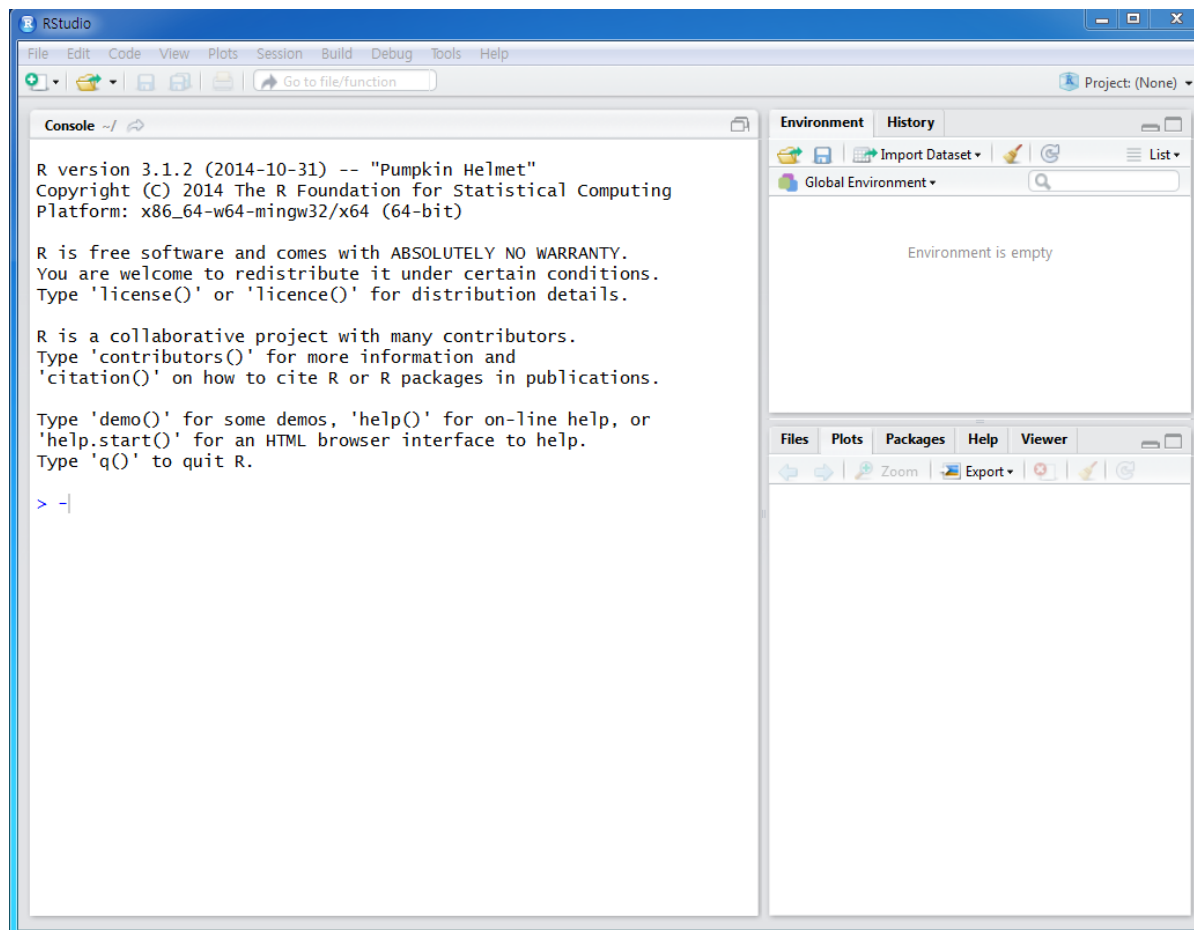 RStudio
File Edit Code View Plots Session Build Debug Tools Help
Go to file/function
Project: (None)
Console ~/
R version 3.1.2 (2014-10-31) -- "Pumpkin Helmet"
Copyright (C) 2014 The R Foundation for Statistical Computing
Platform: x86_64-w64-mingw32/x64 (64-bit)
R is free software and comes with ABSOLUTELY NO WARRANTY.
You are welcome to redistribute it under certain conditions.
Type 'license()' or 'licence()' for distribution details.
R is a collaborative project with many contributors.
Type 'contributors()' for more information and
'citation()' on how to cite R or R packages in publications.
Type 'demo()' for some demos, 'help()' for on-line help, or
'help.start()' for an HTML browser interface to help.
Type 'q()' to quit R.
> -
Environment History
Import Dataset List
Global Environment
Environment is empty
Files Plots Packages Help Viewer
Zoom Export